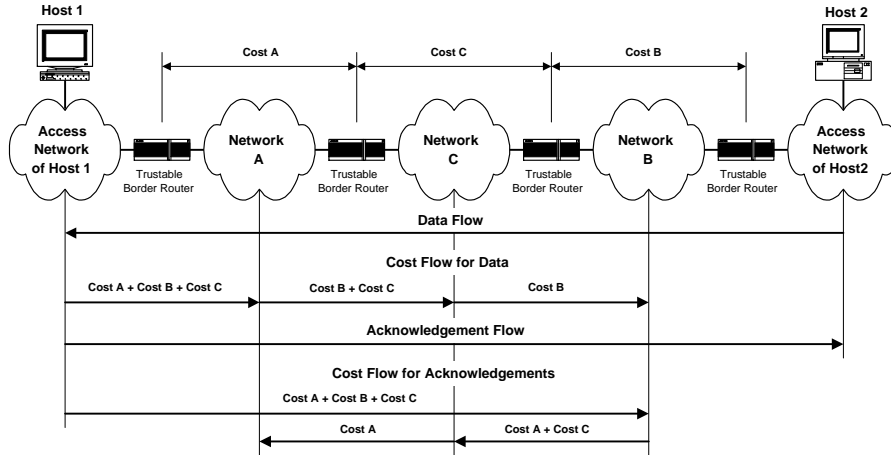 Host 1
Host 2
Cost A
Cost C
Cost B
Access
Network
of Host 1
Network
A
Network
C
Network
B
Access
Network
of Host2
Trustable
Border Router
Trustable
Border Router
Trustable
Border Router
Trustable
Border Router
Data Flow
Cost Flow for Data
Cost A + Cost B + Cost C
Cost B + Cost C
Cost B
Acknowledgement Flow
Cost Flow for Acknowledgements
Cost A + Cost B + Cost C
Cost A
Cost A + Cost C